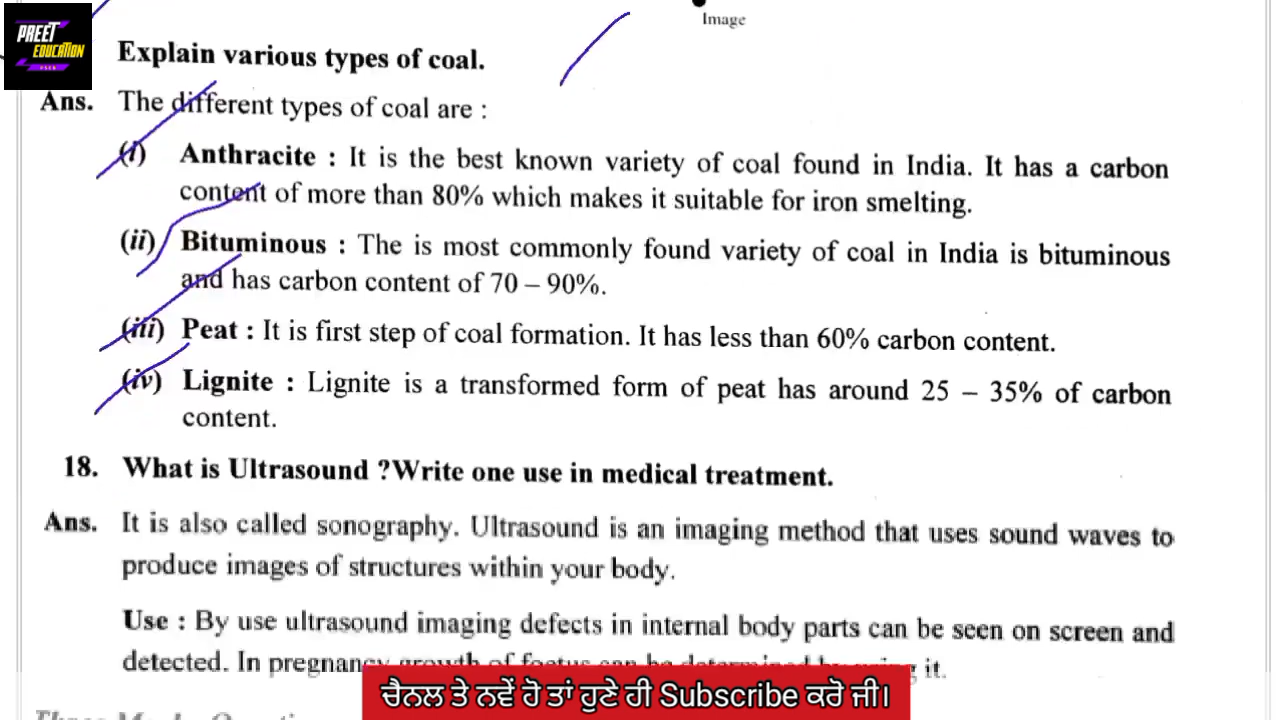 PREET
EDUCATION
Image
Explain various types of coal.
Ans. The different types of coal are :
(i) Anthracite : It is the best known variety of coal found in India. It has a carbon
content of more than 80% which makes it suitable for iron smelting.
(ii) Bituminous : The is most commonly found variety of coal in India is bituminous
and has carbon content of 70 – 90%.
(iii) Peat : It is first step of coal formation. It has less than 60% carbon content.
(iv) Lignite : Lignite is a transformed form of peat has around 25 – 35% of carbon
content.
18. What is Ultrasound ?Write one use in medical treatment.
Ans. It is also called sonography. Ultrasound is an imaging method that uses sound waves to
produce images of structures within your body.
Use : By use ultrasound imaging defects in internal body parts can be seen on screen and
detected. In pregnancy growth of foetus can be determined by using it.
ਚੈਨਲ ਤੇ ਨਵੇਂ ਹੋ ਤਾਂ ਹੁਣੇ ਹੀ Subscribe ਕਰੋ ਜੀ।